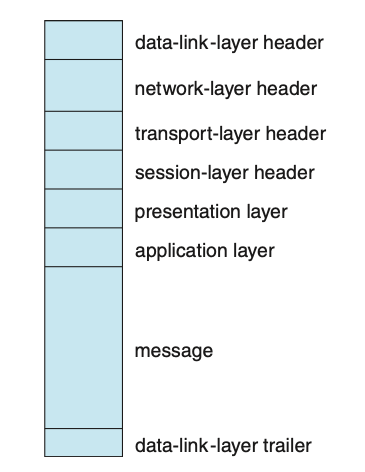 data-link-layer header
network-layer header
transport-layer header
session-layer header
presentation layer
application layer
message
data-link-layer trailer